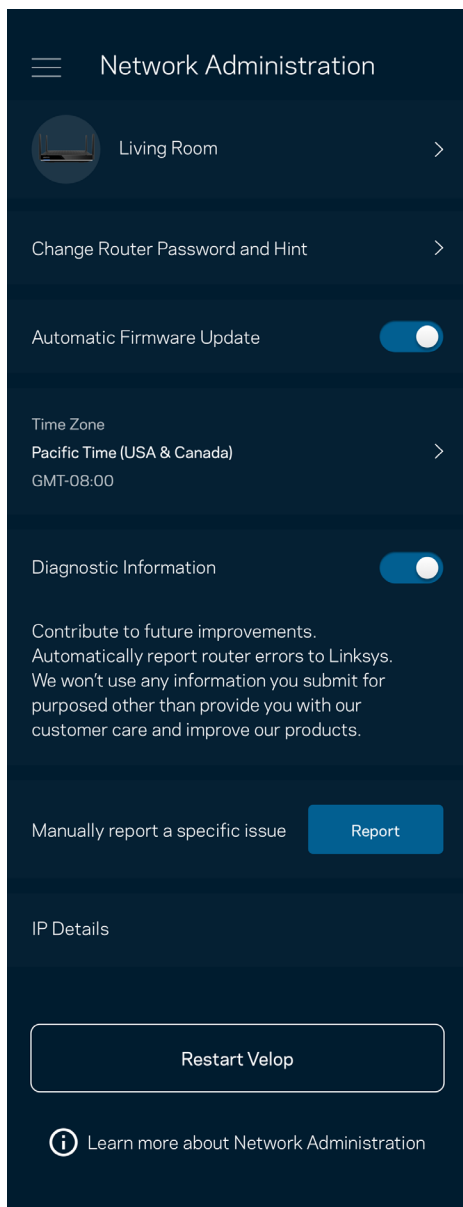 Network Administration
Living Room
Change Router Password and Hint
Automatic Firmware Update
Time Zone
Pacific Time (USA & Canada)
GMT-08:00
Diagnostic Information
Contribute to future improvements.
Automatically report router errors to Linksys.
We won't use any information you submit for
purposed other than provide you with our
customer care and improve our products.
Manually report a specific issue
Report
IP Details
Restart Velop
Learn more about Network Administration